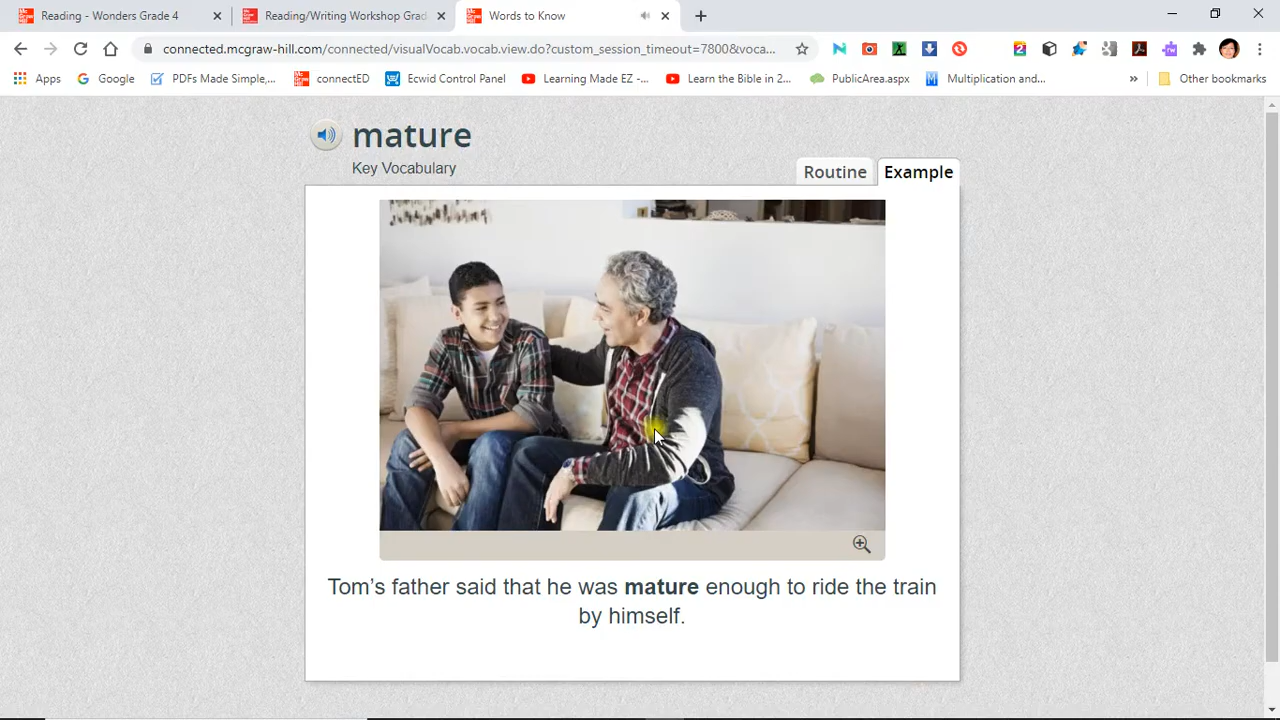 Reading - Wonders Grade 4
Reading/Writing Workshop Grad
Words to Know
connected.mcgraw-hill.com/connected/visualVocab.vocab.view.do?custom_session_timeout=7800&voca...
Apps
Google
PDFs Made Simple,...
connectED
Ecwid Control Panel
Learning Made EZ -...
Learn the Bible in 2...
PublicArea.aspx
Multiplication and...
»
Other bookmarks
mature
Key Vocabulary
Routine
Example
Tom’s father said that he was mature enough to ride the train
by himself.